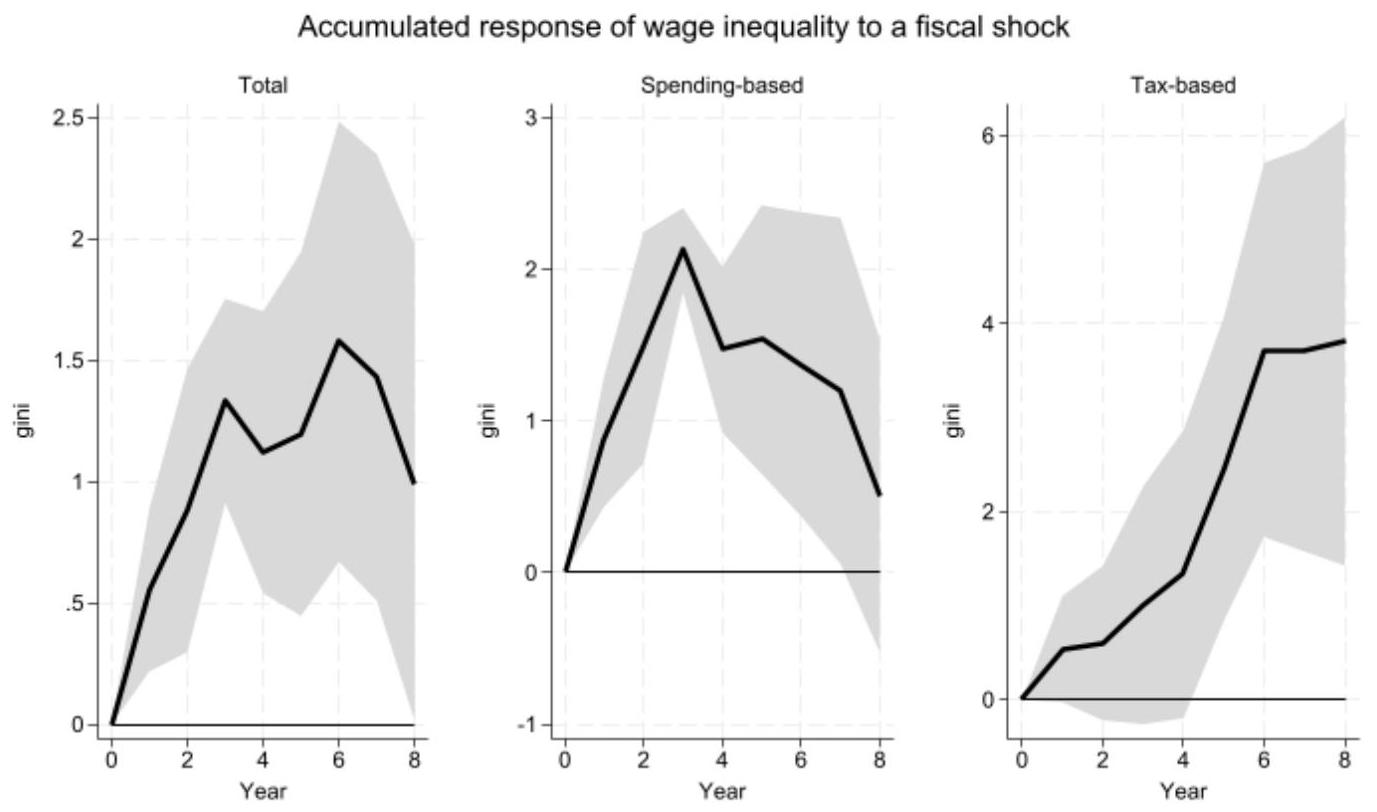 Accumulated response of wage inequality to a fiscal shock
Total
2.5
2
1.5
1
.5
0
gini
0 2 4 6 8
Year
Spending-based
3
2
1
0
-1
gini
0 2 4 6 8
Year
Tax-based
6
4
2
0
gini
0 2 4 6 8
Year